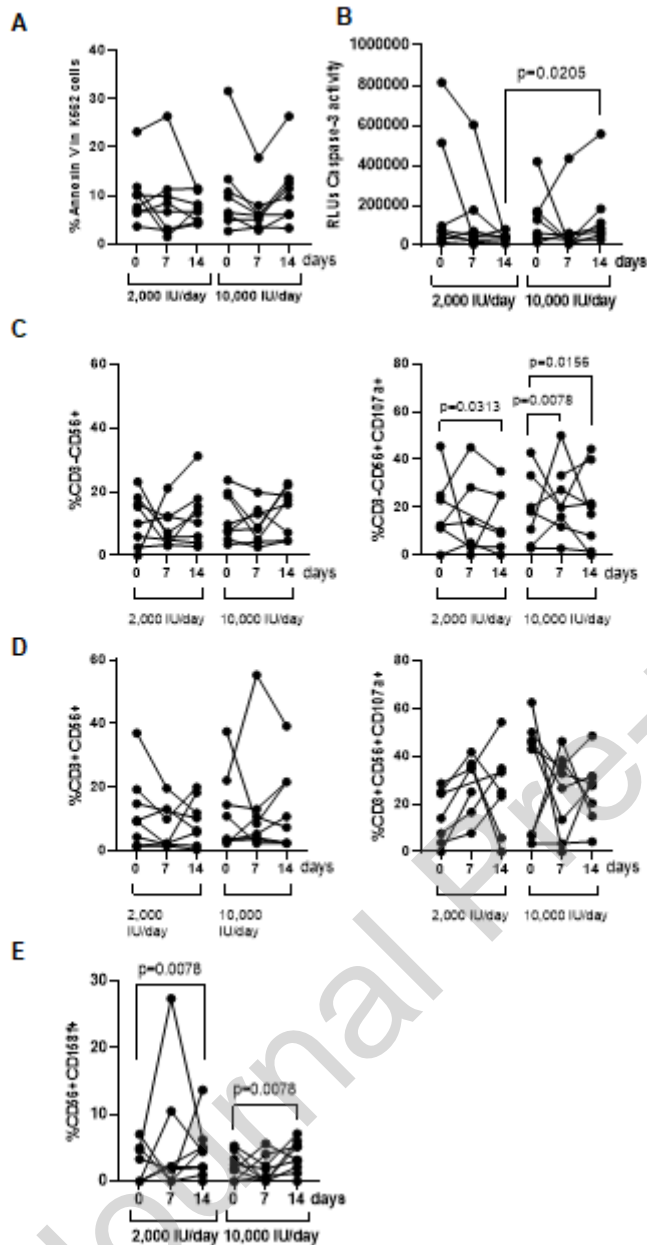 A
% Annexin V in K562 cells
40
30
20
10
0
0 7 14 0 7 14 days
2,000 IU/day 10,000 IU/day
B
RLUs Caspase-3 activity
1000000
800000
600000
400000
200000
0
p=0.0205
0 7 14 0 7 14 days
2,000 IU/day 10,000 IU/day
C
%CD3-CD56+
60
40
20
0
0 7 14 0 7 14 days
2,000 IU/day 10,000 IU/day
%CD3-CD56+CD107a+
80
60
40
20
0
p=0.0156
p=0.0078
p=0.0313
0 7 14 0 7 14 days
2,000 IU/day 10,000 IU/day
D
%CD3+CD56+
60
40
20
0
0 7 14 0 7 14 days
2,000 IU/day
10,000 IU/day
%CD3+CD56+CD107a+
80
60
40
20
0
0 7 14 0 7 14 days
2,000 IU/day 10,000 IU/day
E
30
20
10
0
p=0.0078
p=0.0078
0 7 14 0 7 14 days
2,000 IU/day 10,000 IU/day
Journal Pre-